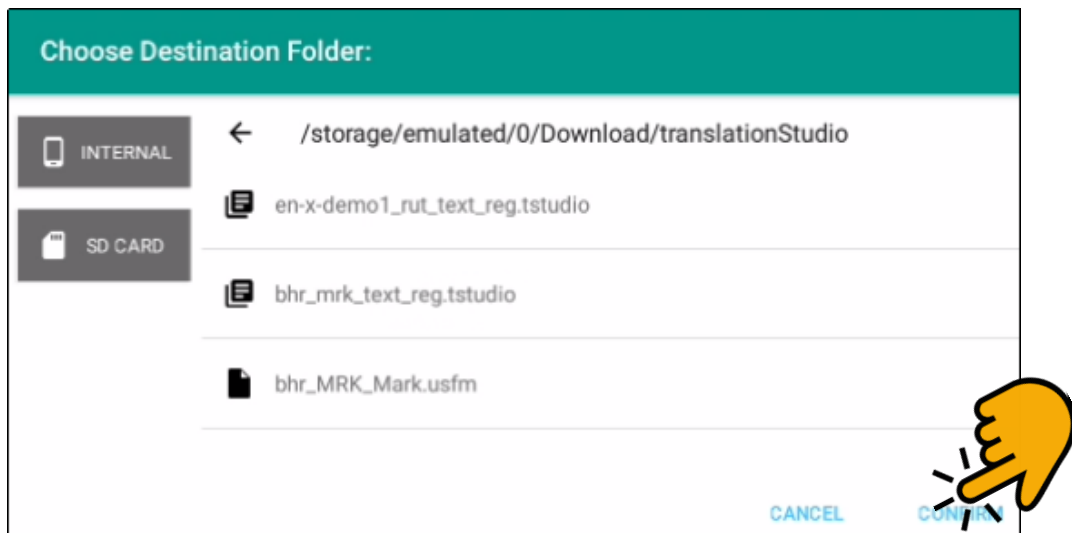 Choose Destination Folder:
INTERNAL
SD CARD
/storage/emulated/0/Download/translationStudio
en-x-demo1_rut_text_reg.tstudio
bhr_mrk_text_reg.tstudio
bhr_MRK_Mark.usfm
CANCEL
CONFIRM